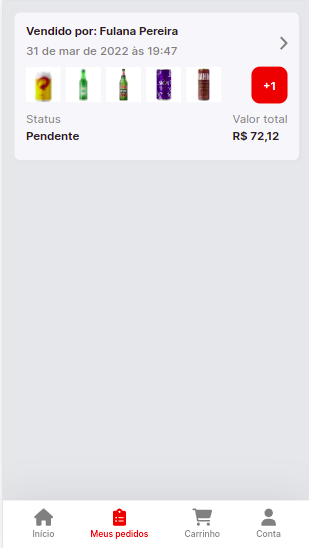 Vendido por: Fulana Pereira
31 de mar de 2022 às 19:47
+1
Status
Valor total
Pendente
R$ 72,12
Início
Meus pedidos
Carrinho
Conta